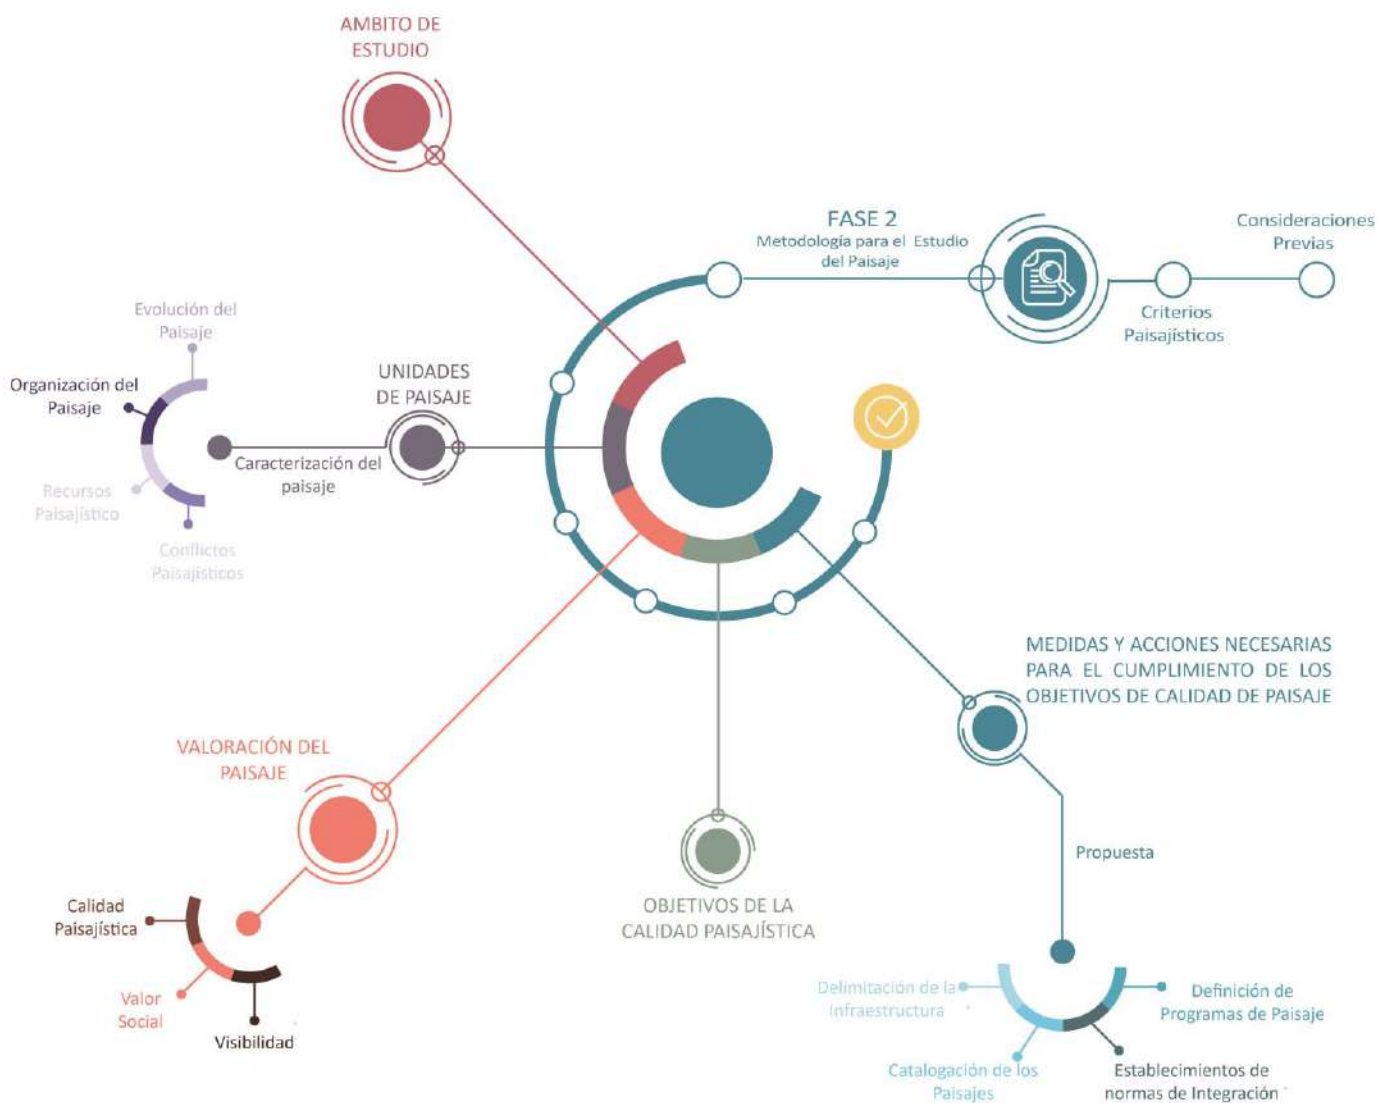 AMBITO DE
ESTUDIO
FASE 2
Metodología para el Estudio
del Paisaje
Consideraciones
Previas
Criterios
Paisajísticos
Evolución del
Paisaje
Organización del
Paisaje
Recursos
Paisajístico
Conflictos
Paisajísticos
UNIDADES
DE PAISAJE
Caracterización del
paisaje
VALORACIÓN DEL
PAISAJE
Calidad
Paisajística
Valor
Social
Visibilidad
OBJETIVOS DE LA
CALIDAD PAISAJÍSTICA
MEDIDAS Y ACCIONES NECESARIAS
PARA EL CUMPLIMIENTO DE LOS
OBJETIVOS DE CALIDAD DE PAISAJE
Propuesta
Delimitación de la
Infraestructura
Catalogación de los
Paisajes
Establecimientos de
normas de Integración
Definición de
Programas de Paisaje